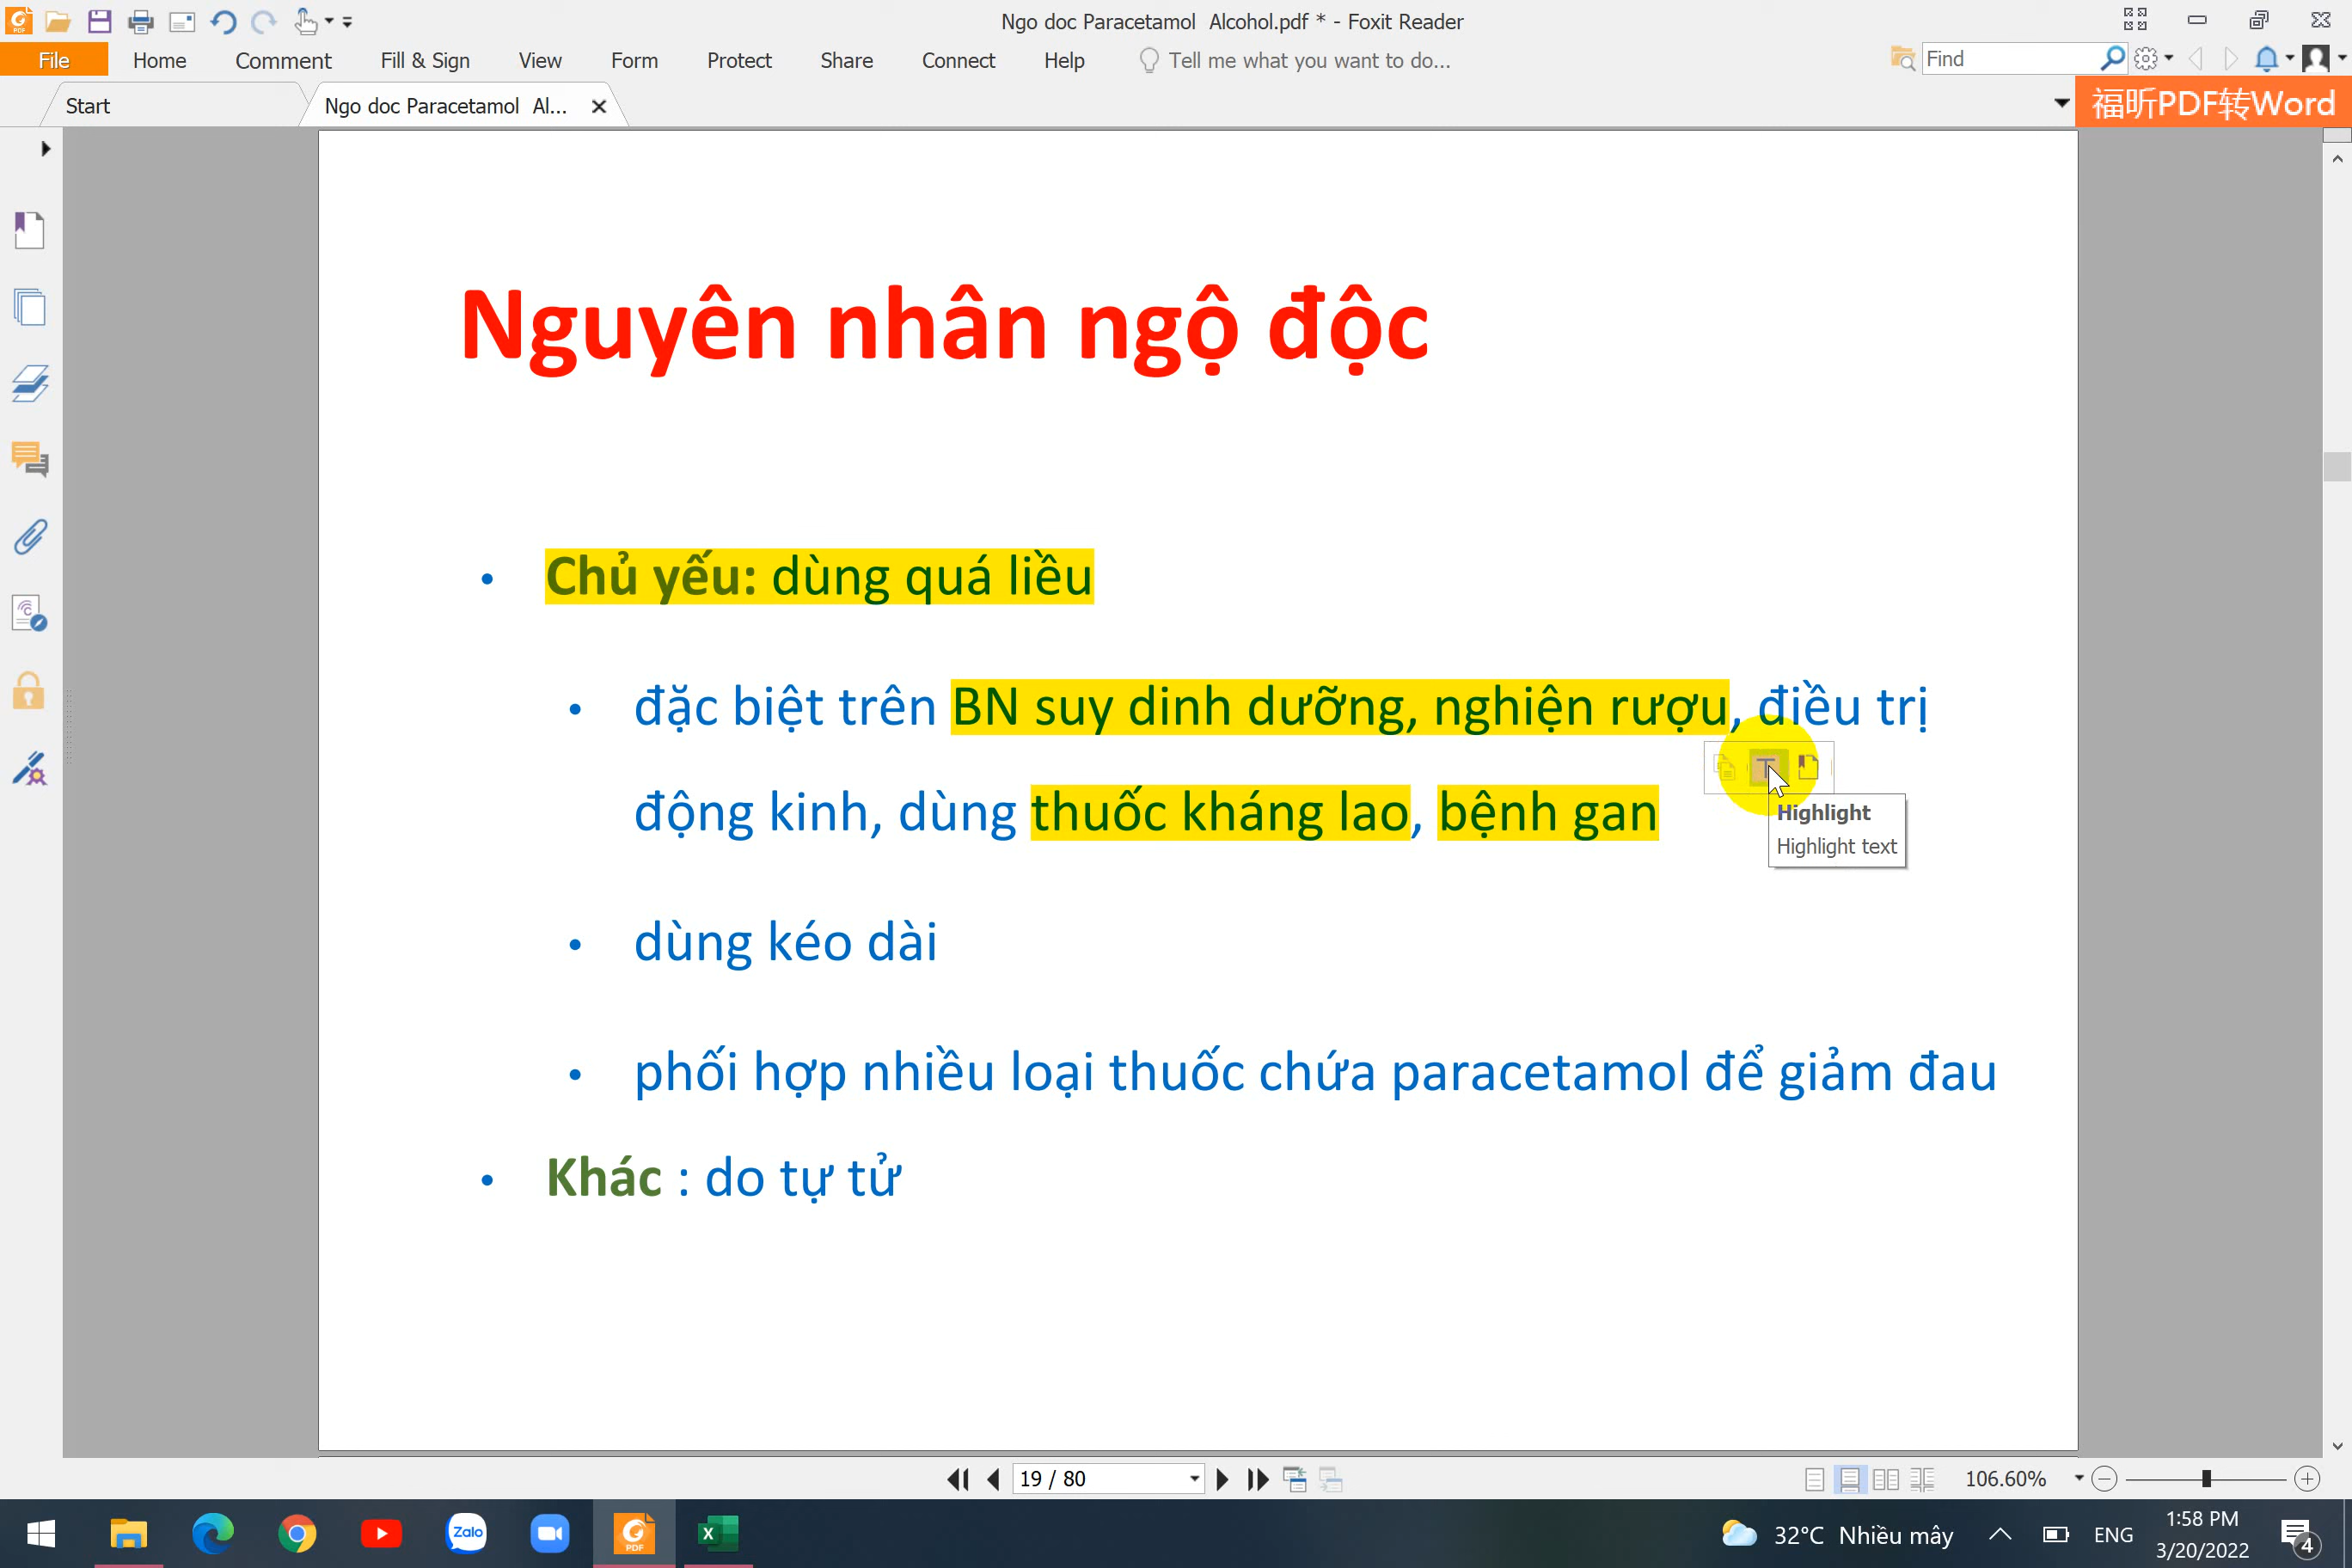 Ngo doc Paracetamol Alcohol.pdf * - Foxit Reader
File Home Comment Fill & Sign View Form Protect Share Connect Help Tell me what you want to do... Find
Start Ngo doc Paracetamol Al... 福昕PDF转Word
Nguyên nhân ngộ độc
• Chủ yếu: dùng quá liều
• đặc biệt trên BN suy dinh dưỡng, nghiện rượu, điều trị
động kinh, dùng thuốc kháng lao, bệnh gan
Highlight
Highlight text
• dùng kéo dài
• phối hợp nhiều loại thuốc chứa paracetamol để giảm đau
• Khác : do tự tử
19 / 80 106.60%
Zalo PDF X 32°C Nhiều mây ENG 1:58 PM
3/20/2022 4